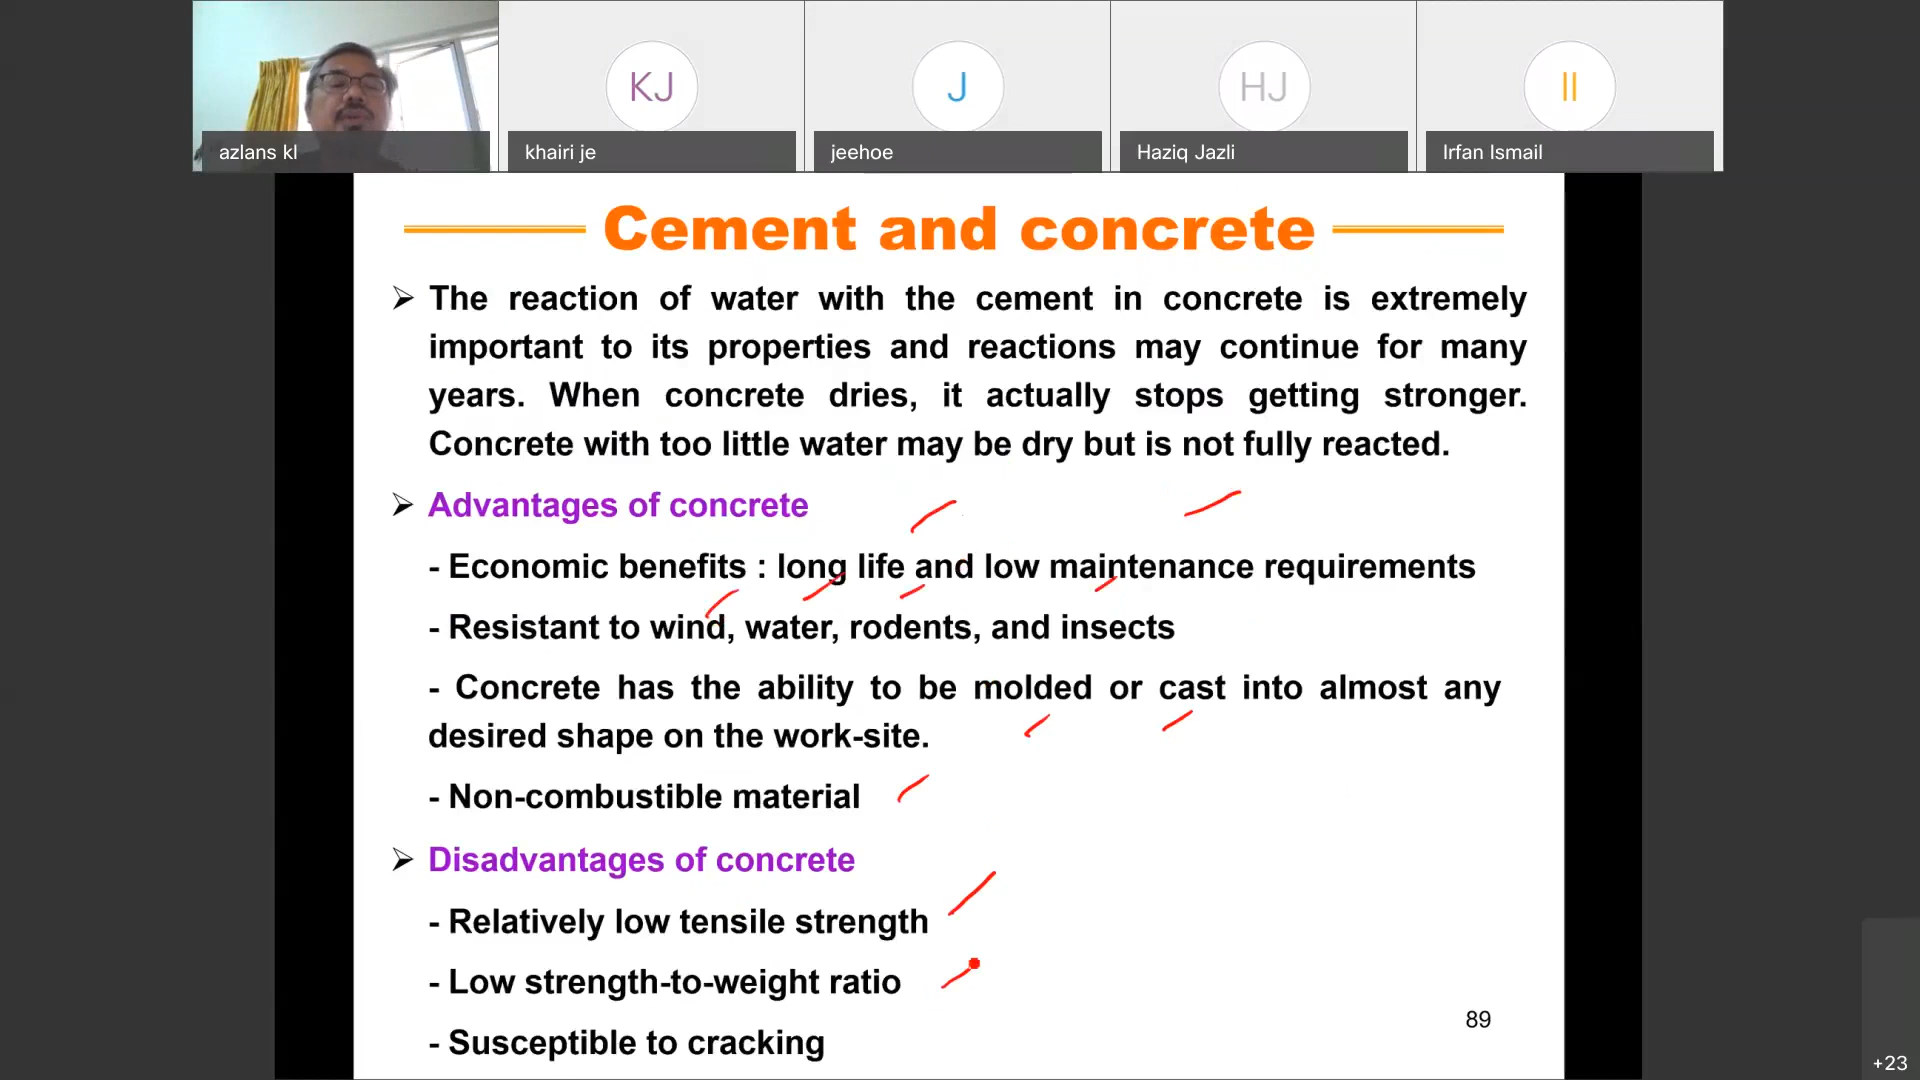 KJ
J
HJ
II
azlans kl
khairi je
jeehoe
Haziq Jazli
Irfan Ismail
Cement and concrete
➢ The reaction of water with the cement in concrete is extremely
important to its properties and reactions may continue for many
years. When concrete dries, it actually stops getting stronger.
Concrete with too little water may be dry but is not fully reacted.
➢ Advantages of concrete
- Economic benefits : long life and low maintenance requirements
- Resistant to wind, water, rodents, and insects
- Concrete has the ability to be molded or cast into almost any
desired shape on the work-site.
- Non-combustible material
➢ Disadvantages of concrete
- Relatively low tensile strength
- Low strength-to-weight ratio
- Susceptible to cracking
89
+23